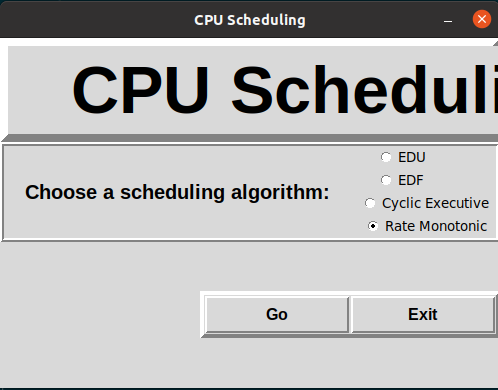 CPU Scheduling
CPU Scheduli
Choose a scheduling algorithm:
EDU
EDF
Cyclic Executive
Rate Monotonic
Go
Exit